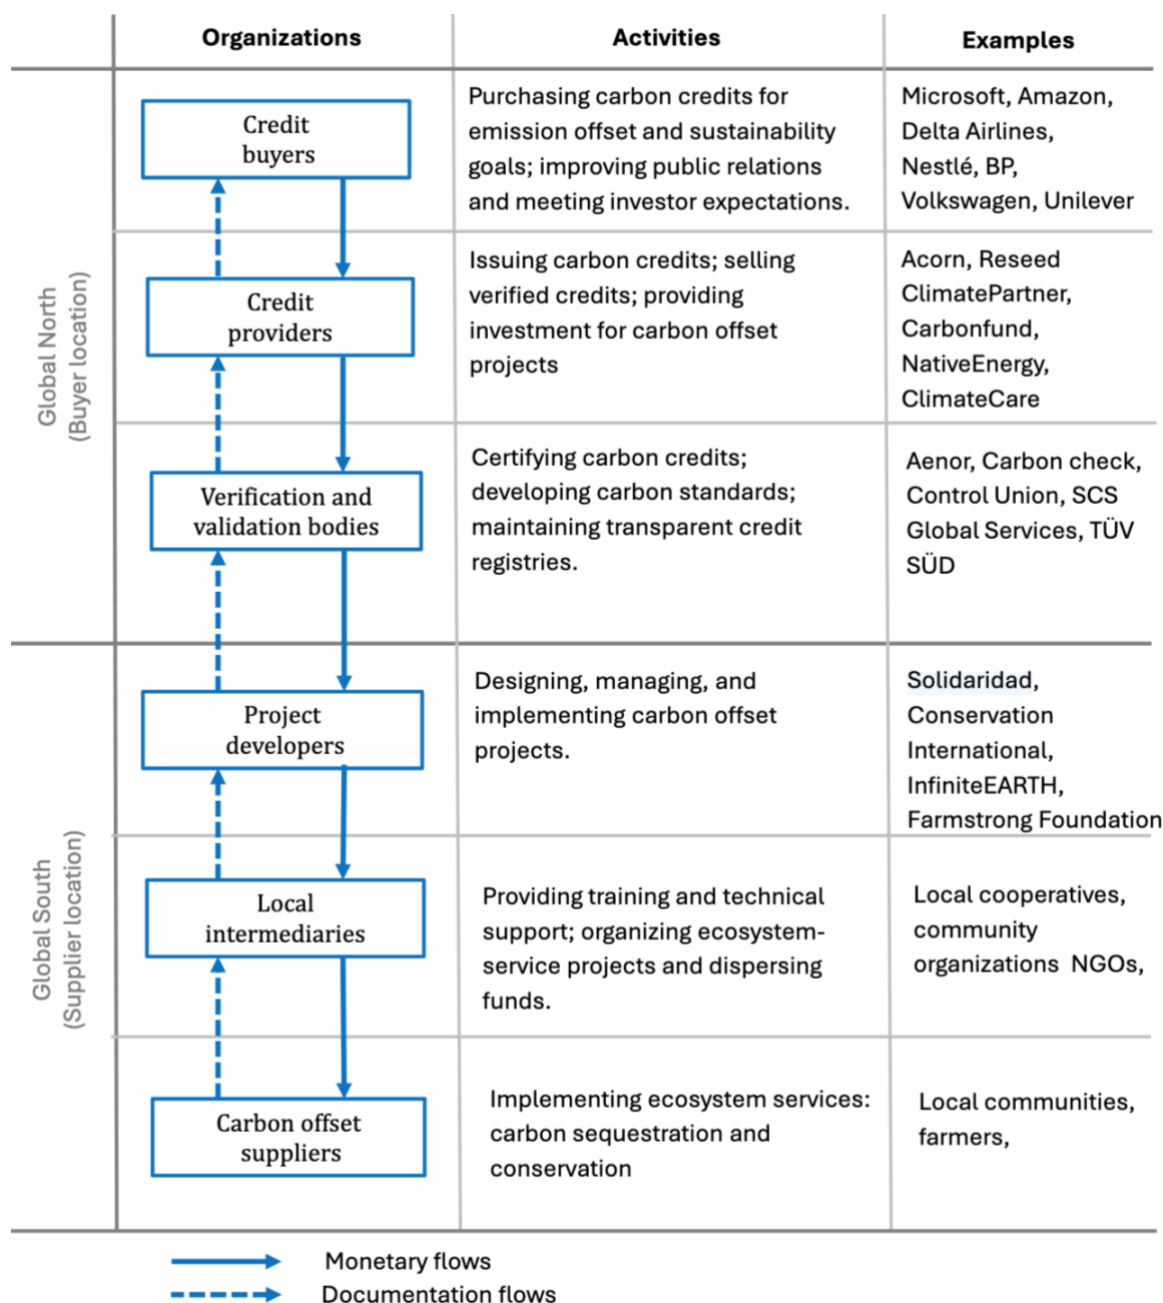 Organizations
Activities
Examples
Global North
(Buyer location)
Credit
buyers
Purchasing carbon credits for
emission offset and sustainability
goals; improving public relations
and meeting investor expectations.
Microsoft, Amazon,
Delta Airlines,
Nestlé, BP,
Volkswagen, Unilever
Credit
providers
Issuing carbon credits; selling
verified credits; providing
investment for carbon offset
projects
Acorn, Reseed
ClimatePartner,
Carbonfund,
NativeEnergy,
ClimateCare
Verification and
validation bodies
Certifying carbon credits;
developing carbon standards;
maintaining transparent credit
registries.
Aenor, Carbon check,
Control Union, SCS
Global Services, TÜV
SÜD
Global South
(Supplier location)
Project
developers
Designing, managing, and
implementing carbon offset
projects.
Solidaridad,
Conservation
International,
InfiniteEARTH,
Farmstrong Foundation
Local
intermediaries
Providing training and technical
support; organizing ecosystem-
service projects and dispersing
funds.
Local cooperatives,
community
organizations NGOs,
Carbon offset
suppliers
Implementing ecosystem services:
carbon sequestration and
conservation
Local communities,
farmers,
Monetary flows
Documentation flows